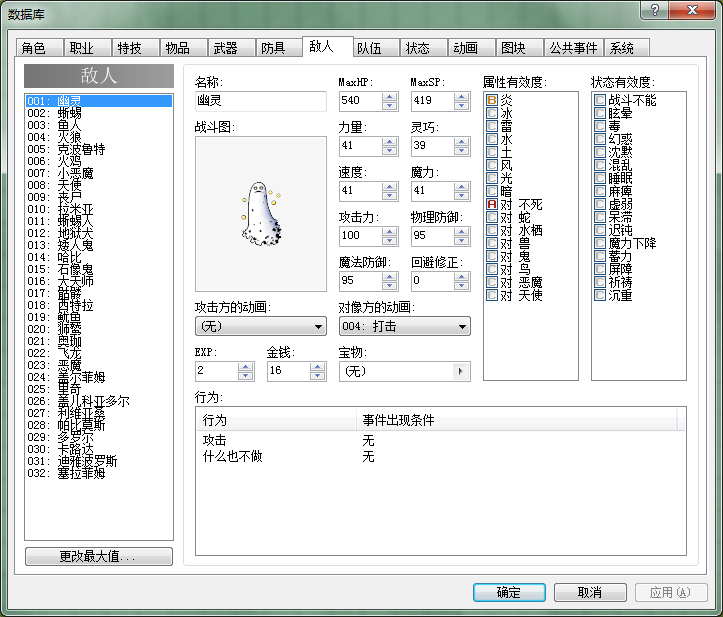 数据库
角色 职业 特技 物品 武器 防具 敌人 队伍 状态 动画 图块 公共事件 系统
敌人
001: 幽灵
002: 蜥蜴
003: 鱼人
004: 火狼
005: 克波鲁特
006: 火鸡
007: 小恶魔
008: 天使
009: 丧尸
010: 拉米亚
011: 蜥蜴人
012: 地狱犬
013: 矮人鬼
014: 哈比
015: 石像鬼
016: 大天师
017: 骷髅
018: 西特拉
019: 鱿鱼
020: 狮鹫
021: 奥珈
022: 飞龙
023: 恶魔
024: 盖尔菲姆
025: 里奇
026: 盖儿科亚多尔
027: 利维亚桑
028: 帕比莫斯
029: 多罗尔
030: 卡路达
031: 迪雅波罗斯
032: 塞拉菲姆
更改最大值...
名称:
幽灵
战斗图:
MaxHP: MaxSP:
540 419
力量: 灵巧:
41 39
速度: 魔力:
41 41
攻击力: 物理防御:
100 95
魔法防御: 回避修正:
95 0
攻击方的动画: 对像方的动画:
(无) 004: 打击
EXP: 金钱: 宝物:
2 16 (无)
属性有效度:
B 炎
C 冰
C 雷
C 水
C 土
C 风
C 光
C 暗
A 对 不死
C 对 蛇
C 对 水栖
C 对 兽
C 对 鬼
C 对 鸟
C 对 恶魔
C 对 天使
状态有效度:
C 战斗不能
C 眩晕
C 毒
C 幻惑
C 沈默
C 混乱
C 睡眠
C 麻痹
C 虚弱
C 呆滞
C 迟钝
C 魔力下降
C 蓄力
C 屏障
C 祈祷
C 沉重
行为:
行为 事件出现条件
攻击 无
什么也不做 无
确定 取消 应用(A)